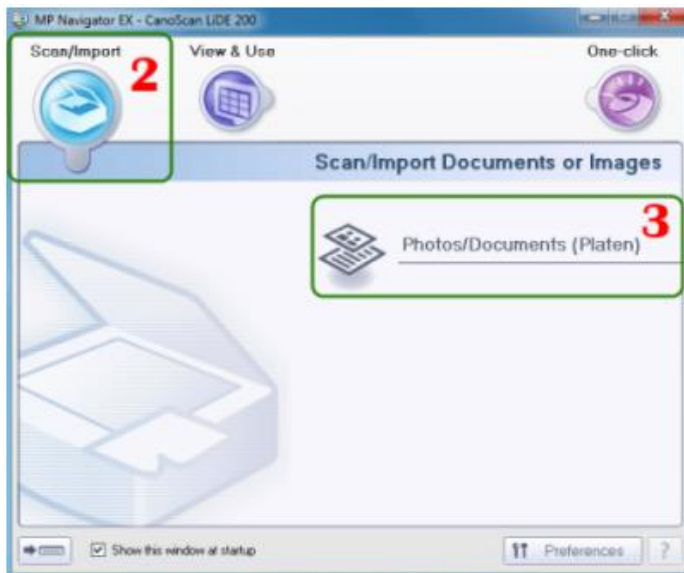 MP Navigator EX - CanoScan LiDE 200
Scan/Import
2
View & Use
One-click
Scan/Import Documents or Images
3
Photos/Documents (Platen)
Show this window at startup
Preferences
?